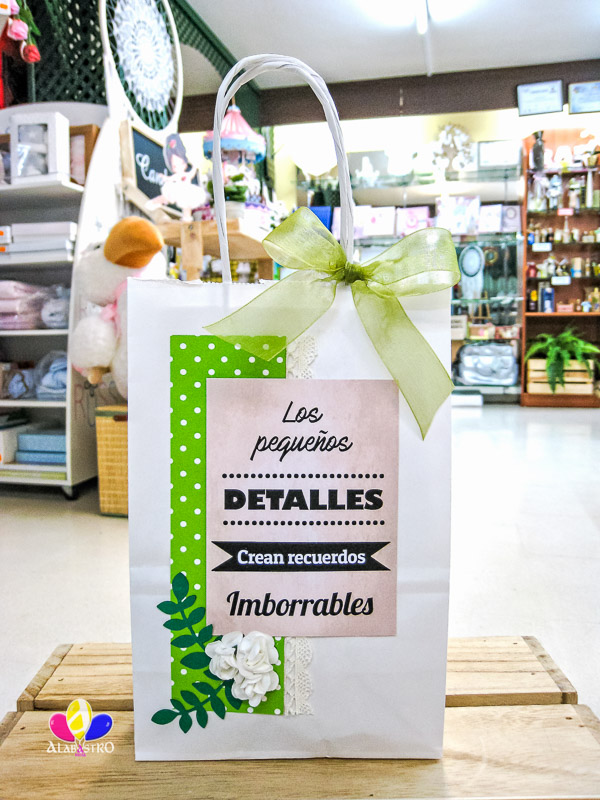 Los
pequeños
DETALLES
Crean recuerdos
Imborrables
ALABASTRO